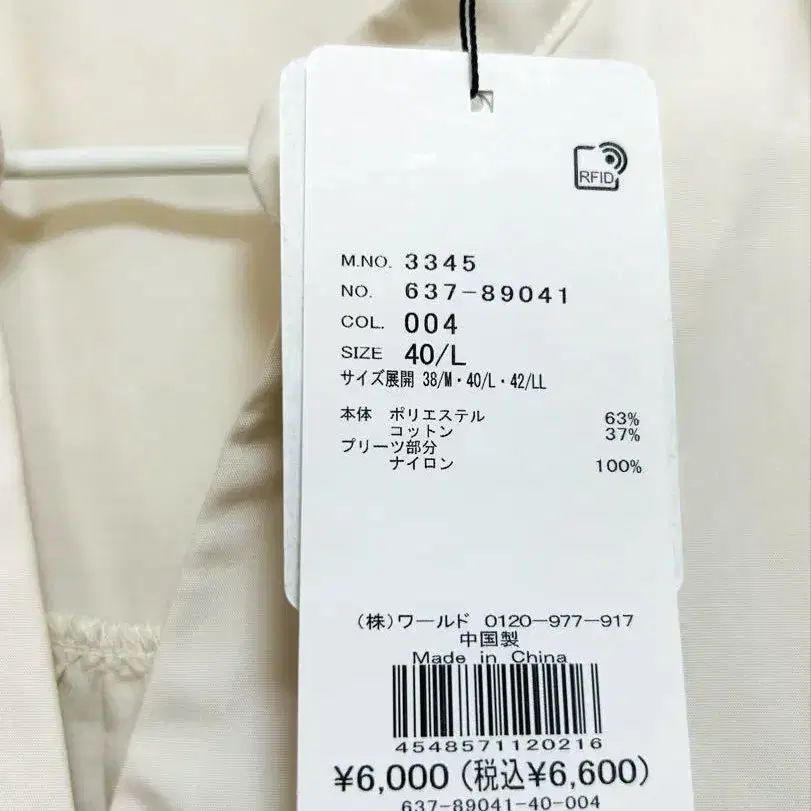 RFID
M.NO. 3345
NO. 637-89041
COL. 004
SIZE 40/L
サイズ展開 38/M・40/L・42/LL
本体 ポリエステル 63%
コットン 37%
プリーツ部分
ナイロン 100%
(株)ワールド 0120-977-917
中国製
Made in China
4548571120216
¥6,000 (税込¥6,600)
637-89041-40-004